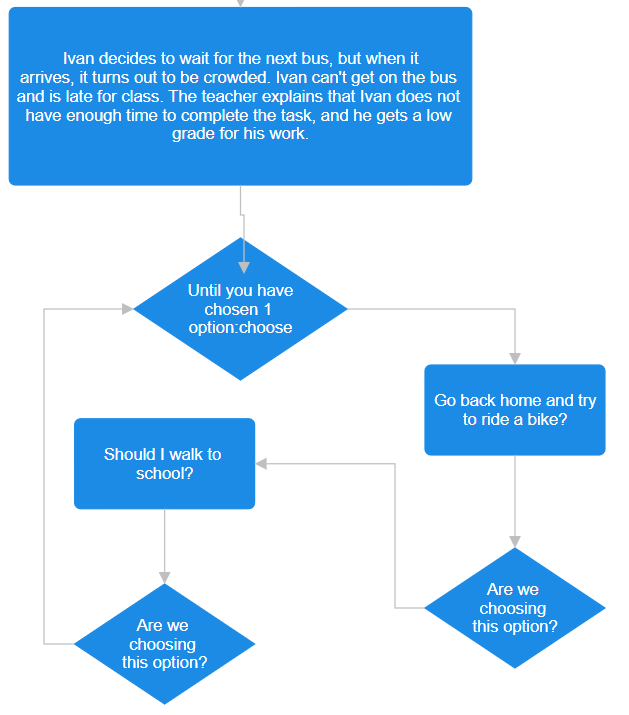 Ivan decides to wait for the next bus, but when it
arrives, it turns out to be crowded. Ivan can't get on the bus
and is late for class. The teacher explains that Ivan does not
have enough time to complete the task, and he gets a low
grade for his work.
Until you have
chosen 1
option:choose
Go back home and try
to ride a bike?
Should I walk to
school?
Are we
choosing
this option?
Are we
choosing
this option?